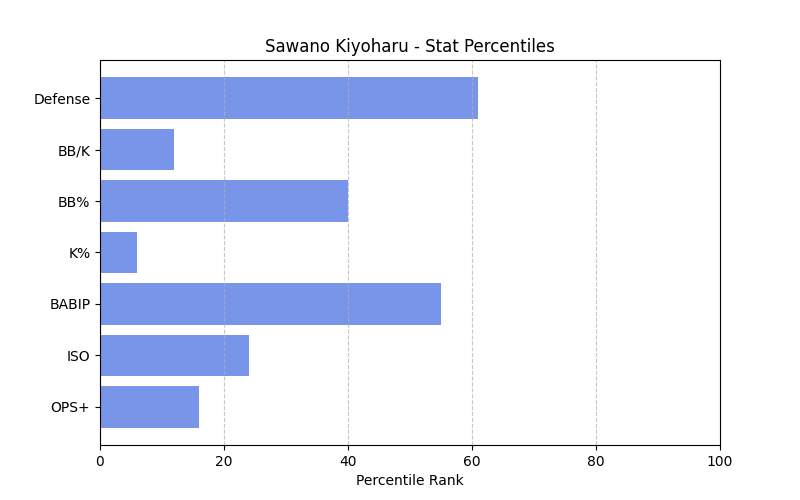 Sawano Kiyoharu - Stat Percentiles
Defense
BB/K
BB%
K%
BABIP
ISO
OPS+
0 20 40 60 80 100
Percentile Rank